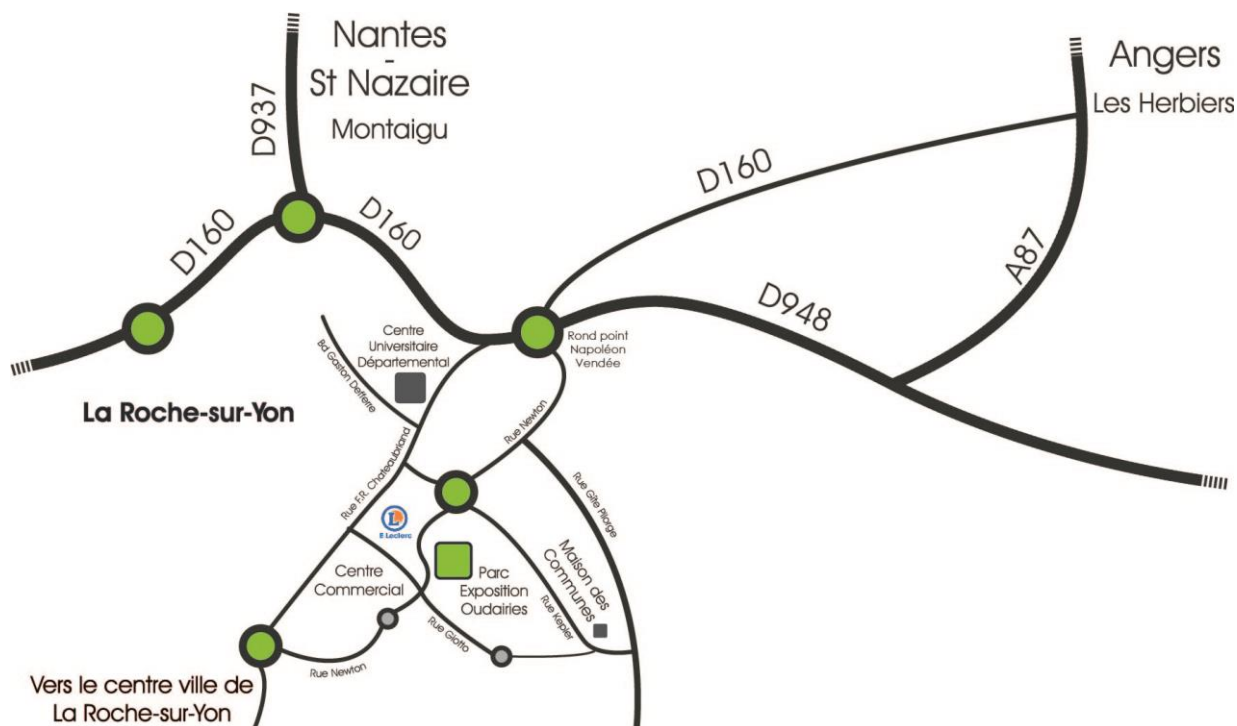 Nantes
-
St Nazaire
Montaigu
Angers
Les Herbiers
D937
D160
D160
D160
A87
D948
Rond point
Napoléon
Vendée
Centre
Universitaire
Départemental
Bd Gaston Defferre
La Roche-sur-Yon
Rue Newton
Rue F.R. Chateaubriand
Rue Gîte Pilorge
L
E.Leclerc
Centre
Commercial
Parc
Exposition
Oudairies
Maison des
Communes
Rue Kepler
Rue Giotto
Rue Newton
Vers le centre ville de
La Roche-sur-Yon